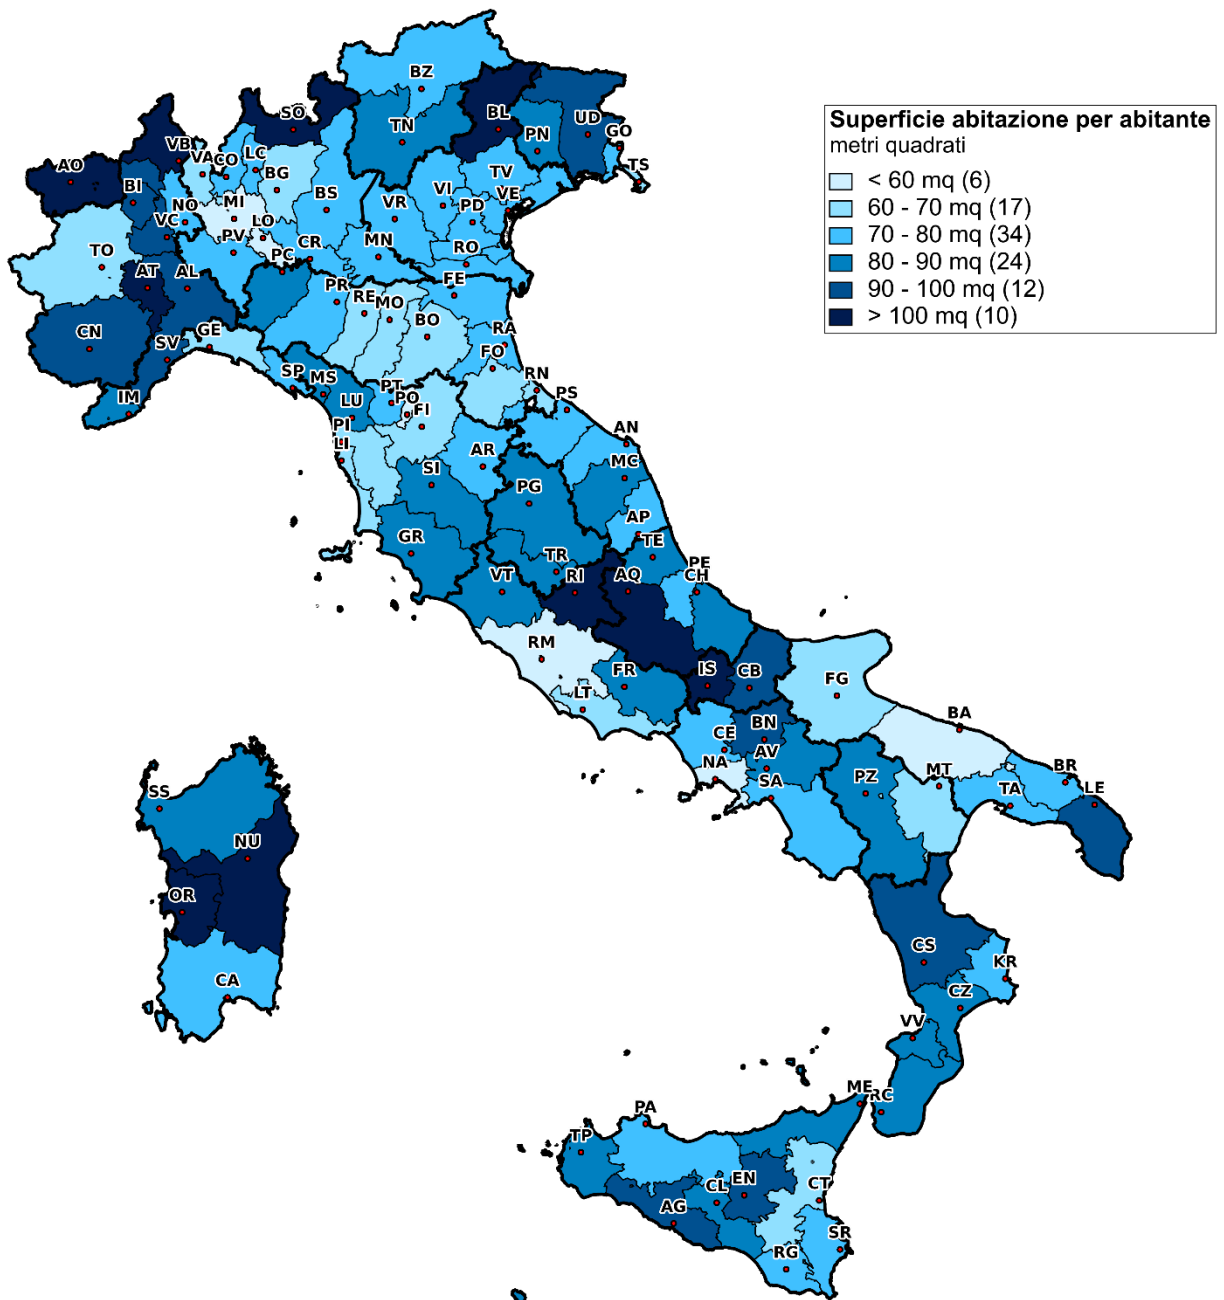 Superficie abitazione per abitante
metri quadrati
< 60 mq (6)
60 - 70 mq (17)
70 - 80 mq (34)
80 - 90 mq (24)
90 - 100 mq (12)
> 100 mq (10)
BZ
SO
BL
UD
TN
PN
GO
VB
VA
CO
LC
AO
BG
TV
TS
BI
BS
VI
VE
NO
MI
VR
PD
VC
LO
TO
PV
CR
MN
RO
PC
AT
AL
PR
RE
MO
FE
BO
CN
GE
RA
SV
FO
SP
MS
RN
IM
LU
PT
PO
FI
PS
PI
LI
AN
AR
SI
MC
PG
AP
GR
TE
TR
PE
VT
RI
AQ
CH
RM
FR
IS
CB
FG
LT
BA
CE
BN
AV
NA
SA
PZ
MT
BR
TA
LE
SS
NU
OR
CS
KR
CA
CZ
VV
ME
RC
PA
TP
CL
EN
CT
AG
SR
RG